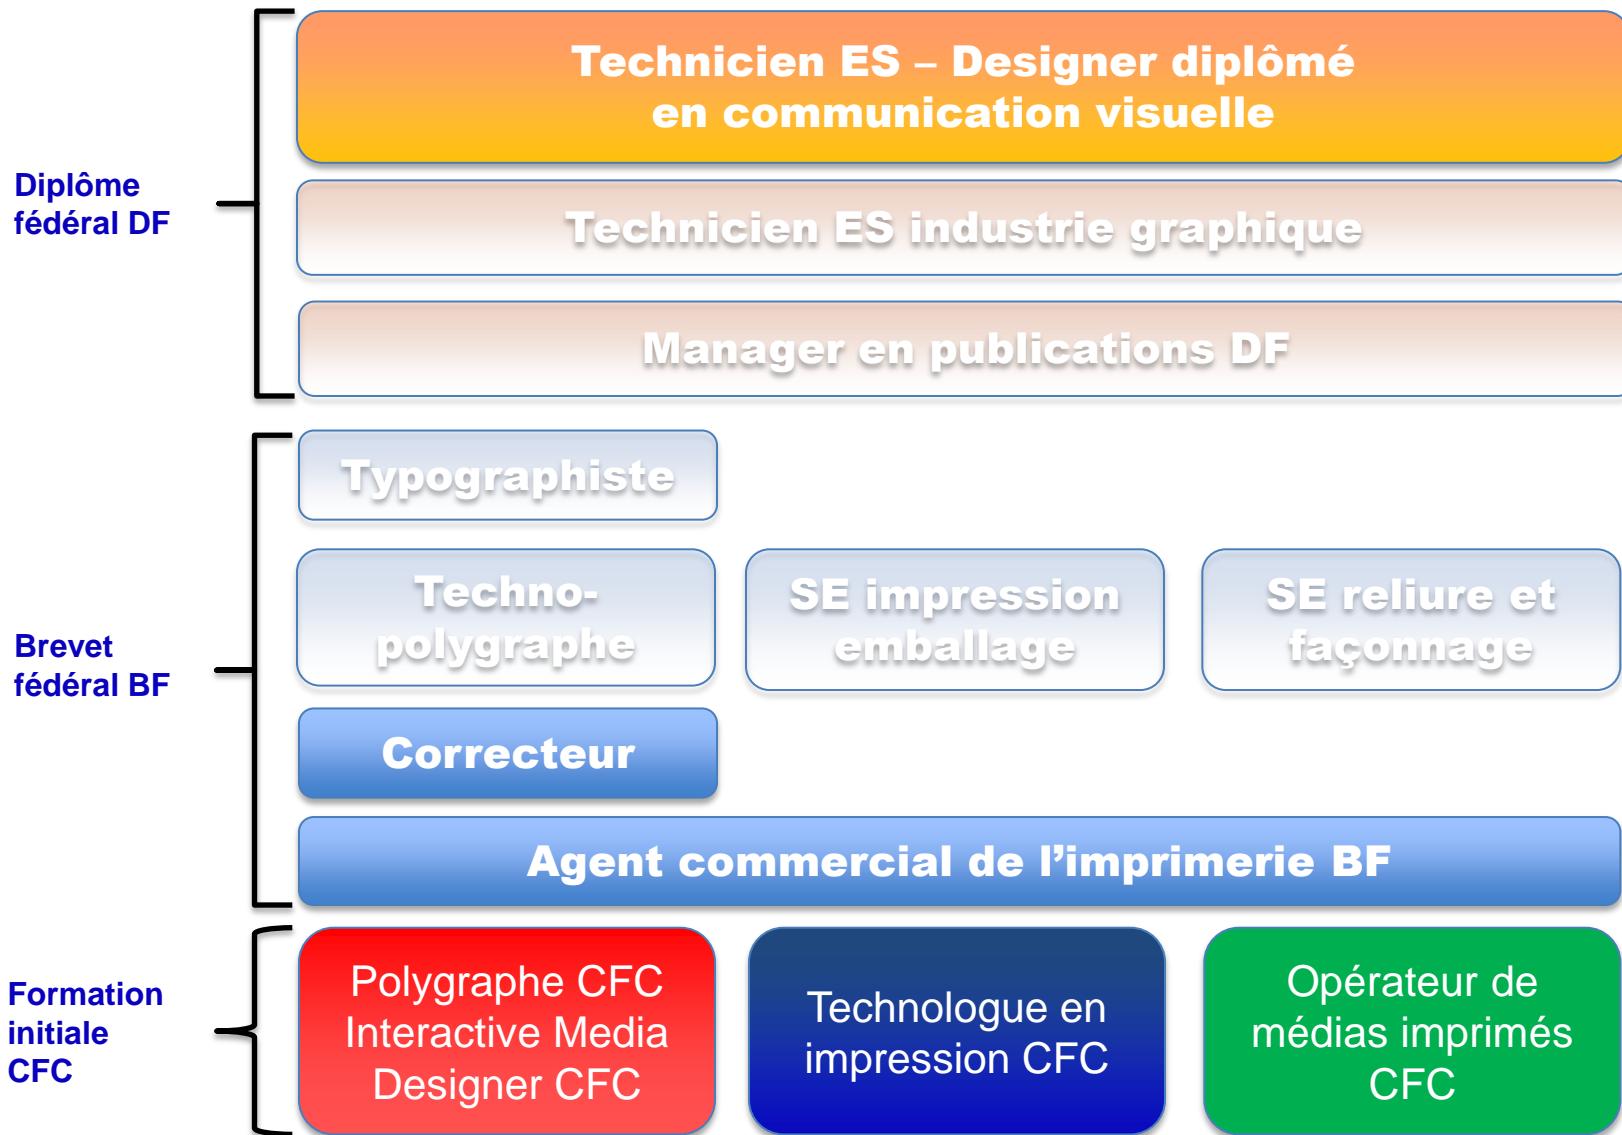 Technicien ES – Designer diplômé
en communication visuelle
Diplôme
fédéral DF
Technicien ES industrie graphique
Manager en publications DF
Typographiste
Techno-
polygraphe
SE impression
emballage
SE reliure et
façonnage
Brevet
fédéral BF
Correcteur
Agent commercial de l’imprimerie BF
Formation
initiale
CFC
Polygraphe CFC
Interactive Media
Designer CFC
Technologue en
impression CFC
Opérateur de
médias imprimés
CFC